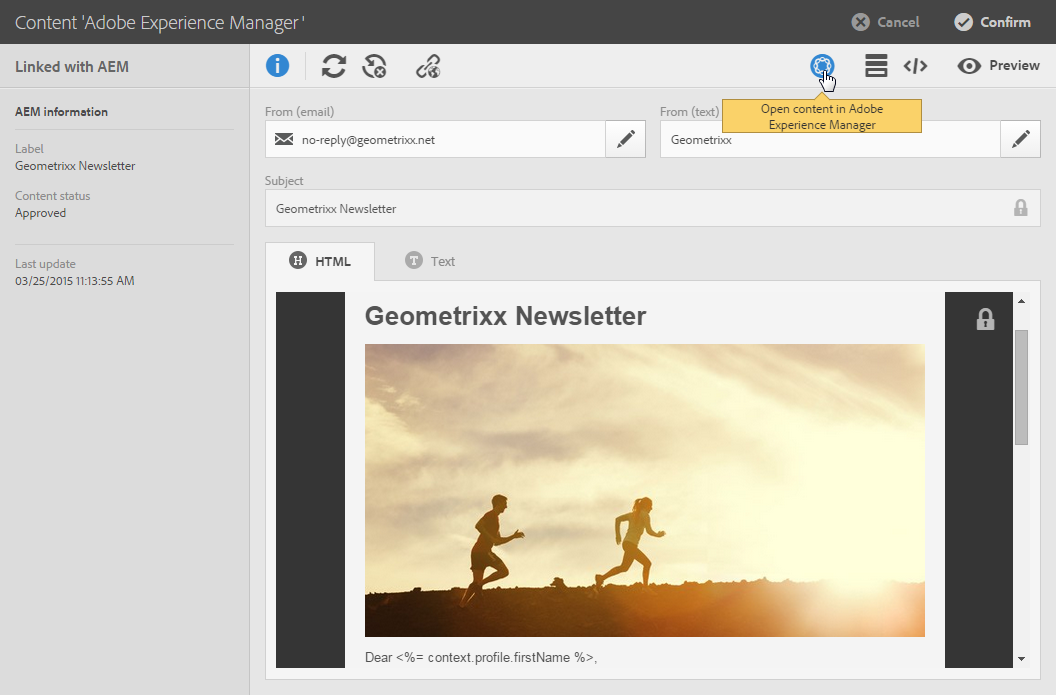 Content 'Adobe Experience Manager'
Cancel
Confirm
Linked with AEM
Preview
Open content in Adobe
Experience Manager
AEM information
Label
Geometrixx Newsletter
Content status
Approved
Last update
03/25/2015 11:13:55 AM
From (email)
no-reply@geometrixx.net
From (text)
Geometrixx
Subject
Geometrixx Newsletter
H HTML
T Text
Geometrixx Newsletter
Dear <%= context.profile.firstName %>,